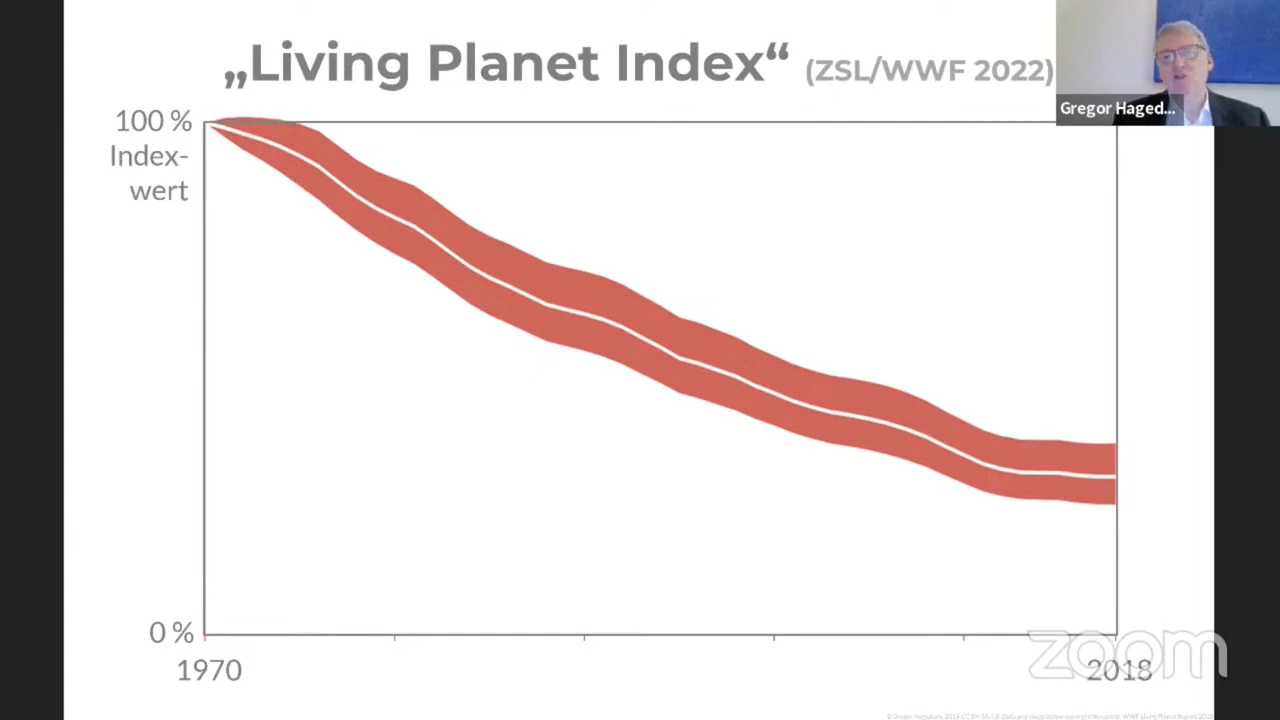 „Living Planet Index“ (ZSL/WWF 2022)
Gregor Haged...
100 %
Index-
wert
0 %
1970
2018
zoom